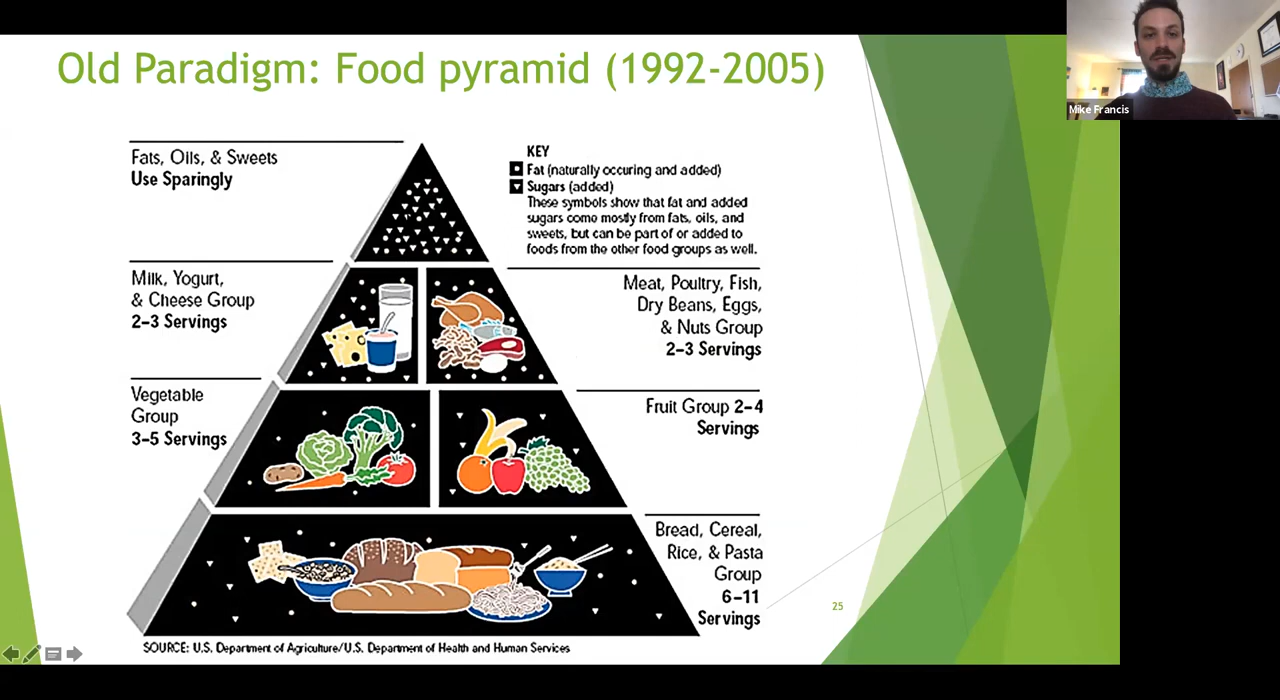 Old Paradigm: Food pyramid (1992-2005)
Mike Francis
Fats, Oils, & Sweets
Use Sparingly
KEY
Fat (naturally occuring and added)
Sugars (added)
These symbols show that fat and added
sugars come mostly from fats, oils, and
sweets, but can be part of or added to
foods from the other food groups as well.
Milk, Yogurt,
& Cheese Group
2–3 Servings
Meat, Poultry, Fish,
Dry Beans, Eggs,
& Nuts Group
2–3 Servings
Vegetable
Group
3–5 Servings
Fruit Group 2–4
Servings
Bread, Cereal,
Rice, & Pasta
Group
6–11
Servings
25
SOURCE: U.S. Department of Agriculture/U.S. Department of Health and Human Services